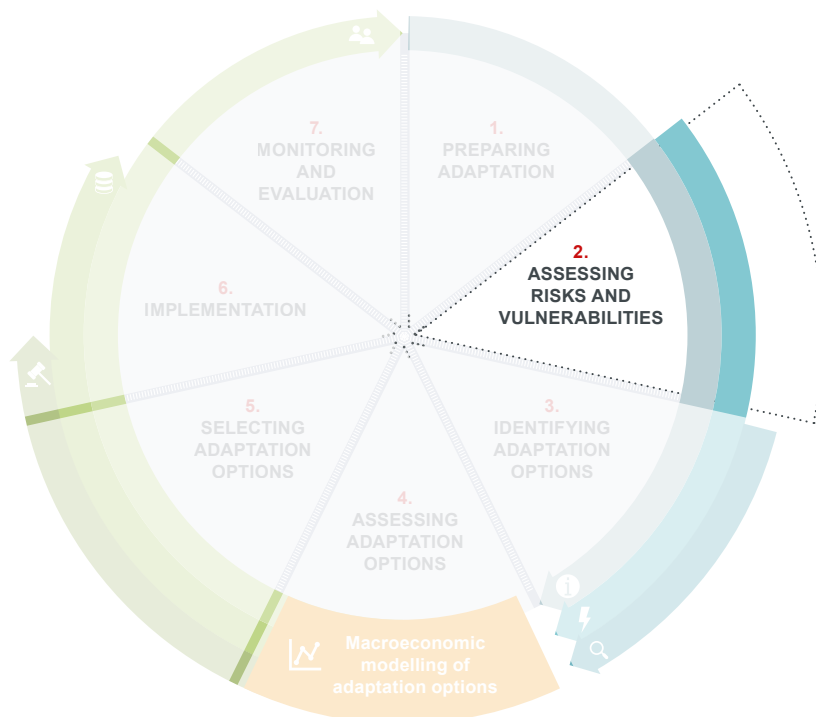 1.
PREPARING
ADAPTATION
2.
ASSESSING
RISKS AND
VULNERABILITIES
3.
IDENTIFYING
ADAPTATION
OPTIONS
4.
ASSESSING
ADAPTATION
OPTIONS
5.
SELECTING
ADAPTATION
OPTIONS
6.
IMPLEMENTATION
7.
MONITORING
AND
EVALUATION
Macroeconomic
modelling of
adaptation options